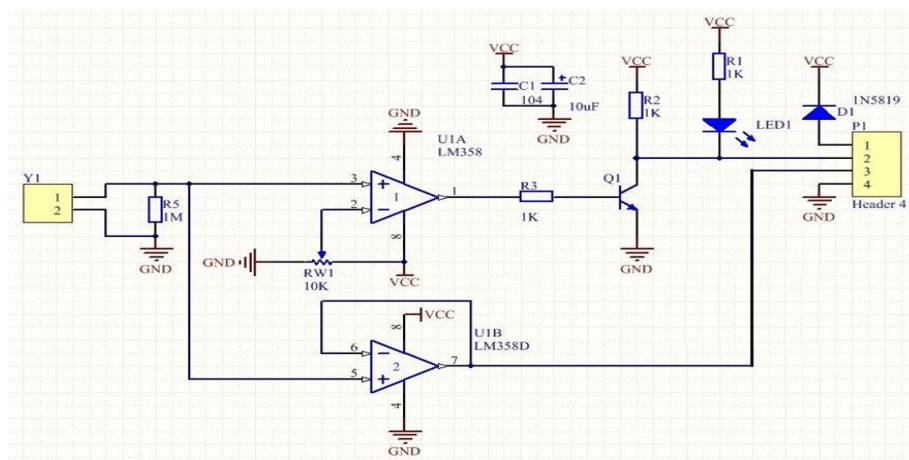 VCC
R1
1K
VCC
C1
104
C2
10uF
GND
VCC
R2
1K
LED1
VCC
1N5819
D1
P1
1
2
3
4
Header 4
GND
GND
4
U1A
LM358
3
2
1
1
8
R3
1K
Q1
GND
Y1
1
2
R5
1M
GND
GND
RW1
10K
VCC
8
VCC
U1B
LM358D
6
5
2
7
4
GND